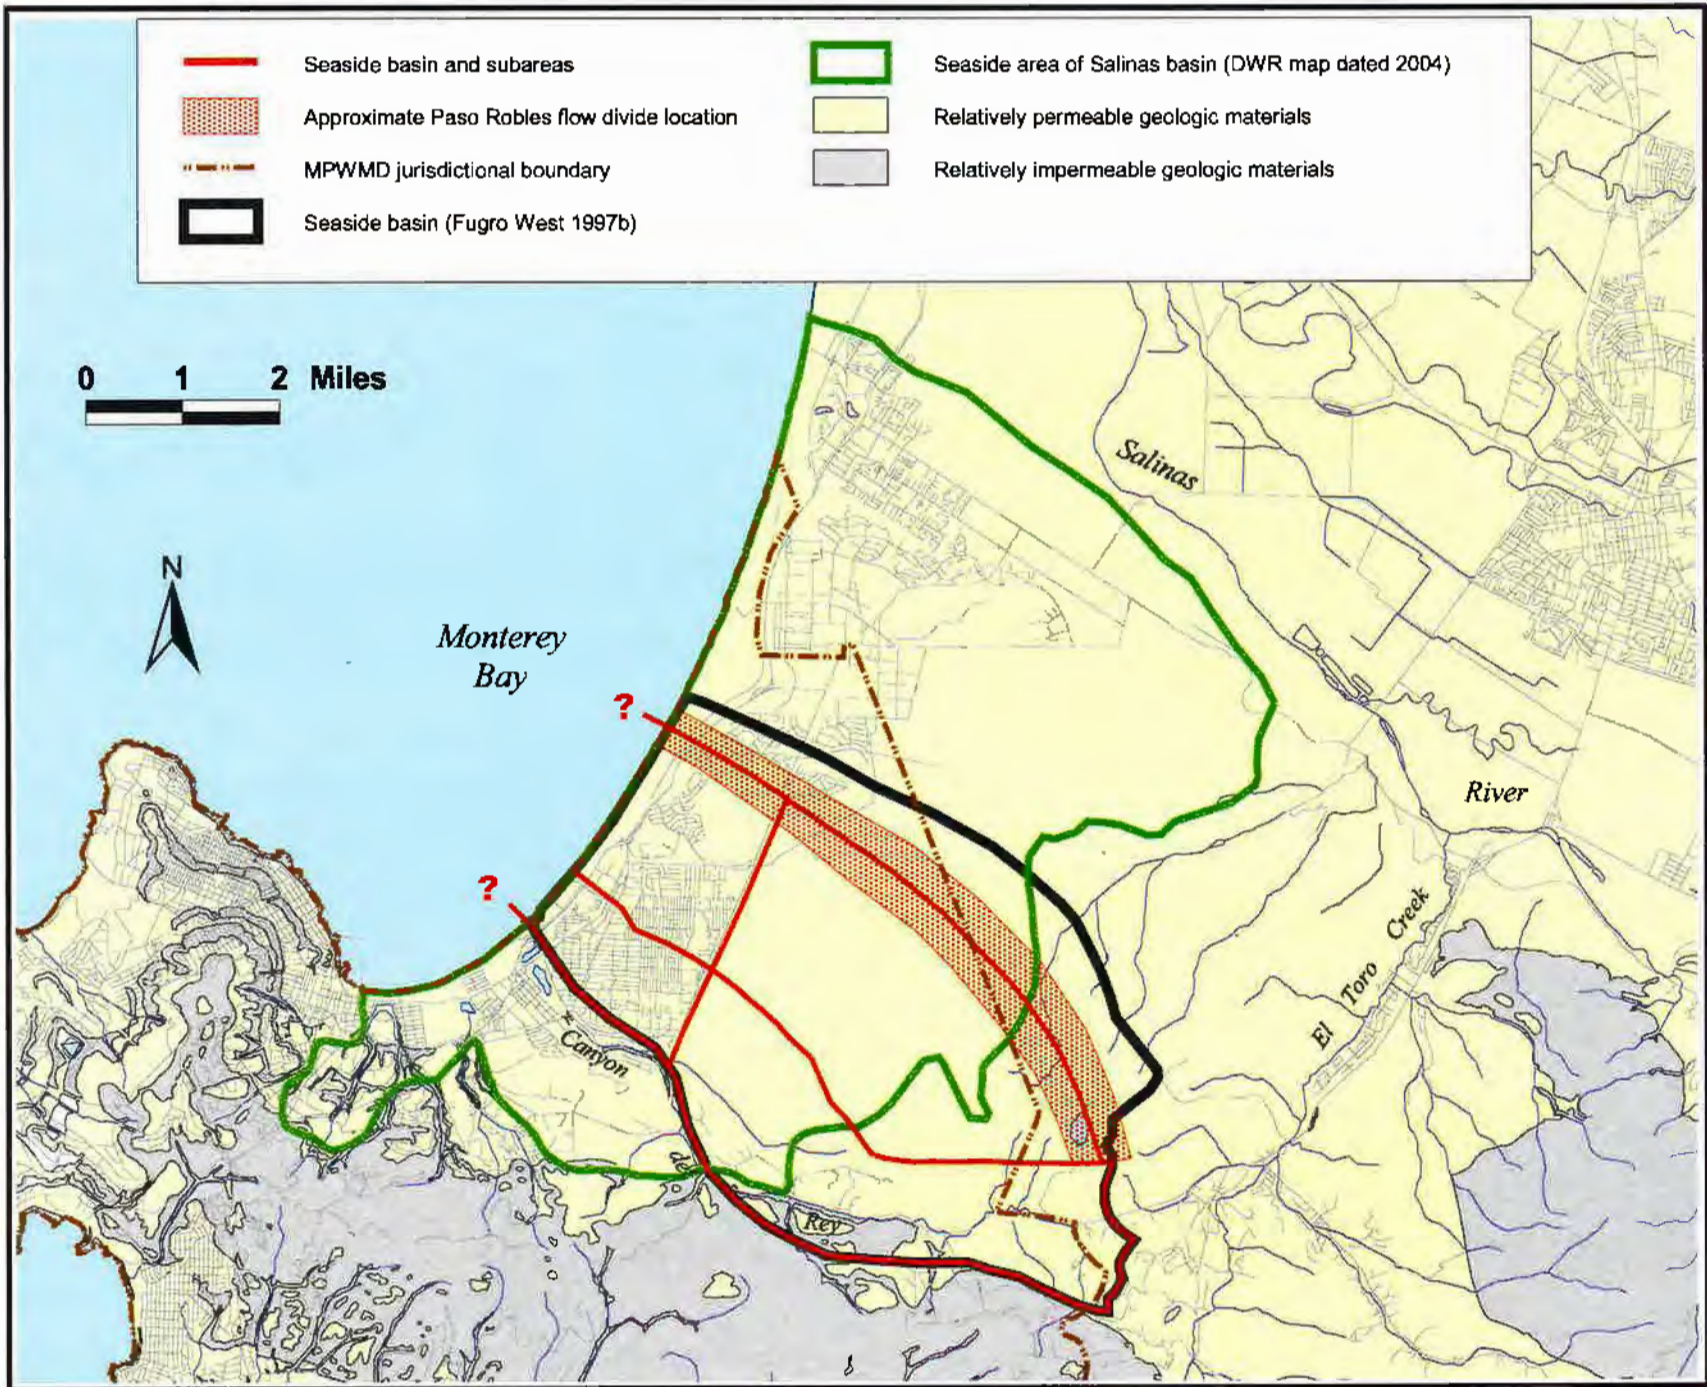 Seaside basin and subareas
Approximate Paso Robles flow divide location
MPWMD jurisdictional boundary
Seaside basin (Fugro West 1997b)
Seaside area of Salinas basin (DWR map dated 2004)
Relatively permeable geologic materials
Relatively impermeable geologic materials
0 1 2 Miles
N
Salinas
Monterey
Bay
?
River
?
Creek
Toro
El
Canyon
del
Rey